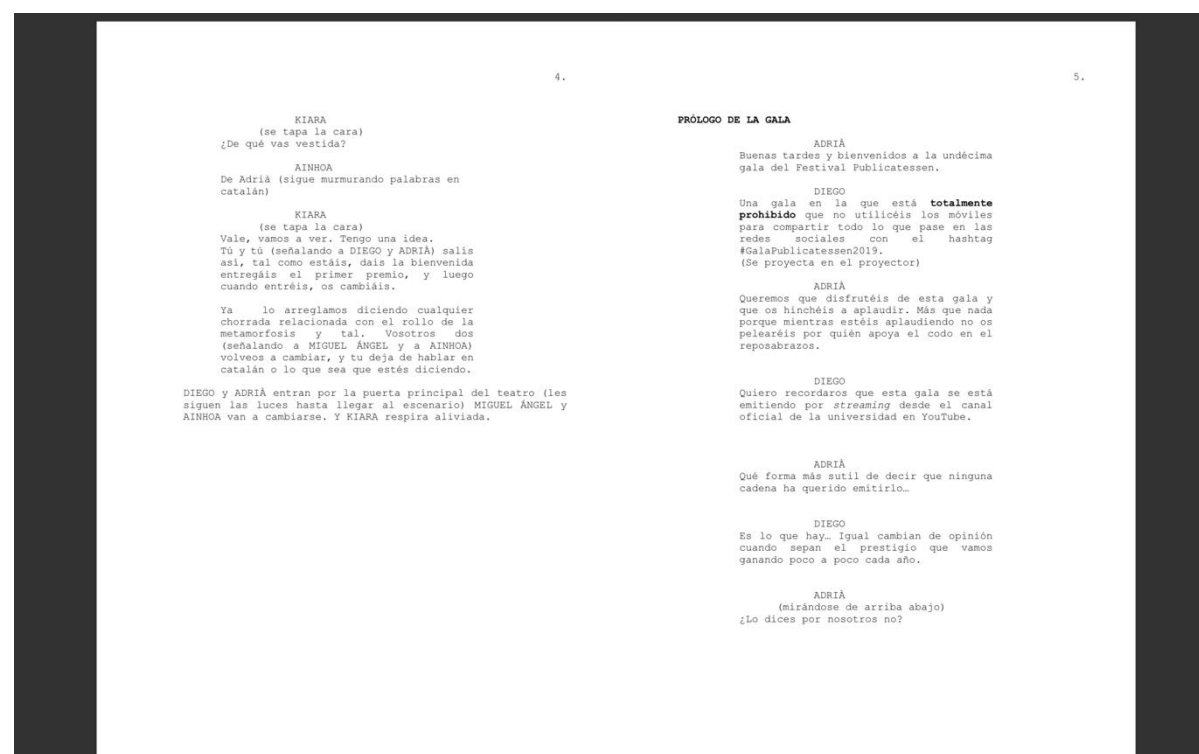 4.
KIARA
(se tapa la cara)
¿De qué vas vestida?
AINHOA
De Adrià (sigue murmurando palabras en
catalán)
KIARA
(se tapa la cara)
Vale, vamos a ver. Tengo una idea.
Tú y tú (señalando a DIEGO y ADRIÀ) salís
así, tal como estáis, dais la bienvenida
entregáis el primer premio, y luego
cuando entréis, os cambiáis.
Ya lo arreglamos diciendo cualquier
chorrada relacionada con el rollo de la
metamorfosis y tal. Vosotros dos
(señalando a MIGUEL ÁNGEL y a AINHOA)
volveos a cambiar, y tu deja de hablar en
catalán o lo que sea que estés diciendo.
DIEGO y ADRIÀ entran por la puerta principal del teatro (les
siguen las luces hasta llegar al escenario) MIGUEL ÁNGEL y
AINHOA van a cambiarse. Y KIARA respira aliviada.
5.
PRÓLOGO DE LA GALA
ADRIÀ
Buenas tardes y bienvenidos a la undécima
gala del Festival Publicatessen.
DIEGO
Una gala en la que está totalmente
prohibido que no utilicéis los móviles
para compartir todo lo que pase en las
redes sociales con el hashtag
#GalaPublicatessen2019.
(Se proyecta en el proyector)
ADRIÀ
Queremos que disfrutéis de esta gala y
que os hinchéis a aplaudir. Más que nada
porque mientras estéis aplaudiendo no os
pelearéis por quién apoya el codo en el
reposabrazos.
DIEGO
Quiero recordaros que esta gala se está
emitiendo por streaming desde el canal
oficial de la universidad en YouTube.
ADRIÀ
Qué forma más sutil de decir que ninguna
cadena ha querido emitirlo…
DIEGO
Es lo que hay… Igual cambian de opinión
cuando sepan el prestigio que vamos
ganando poco a poco cada año.
ADRIÀ
(mirándose de arriba abajo)
¿Lo dices por nosotros no?